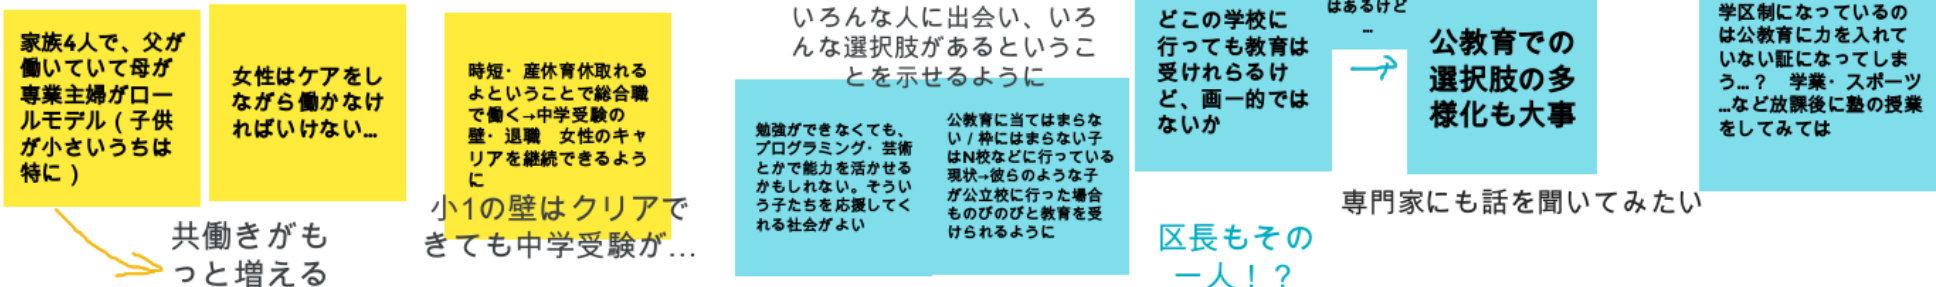 家族4人で、父が
働いていて母が
専業主婦がロー
ルモデル（子供
が小さいうちは
特に）
女性はケアをし
ながら働かなけ
ればいけない…
共働きがも
っと増える
時短・産休育休取れる
よということで総合職
で働く→中学受験の
壁・退職　女性のキャ
リアを継続できるよう
に
小1の壁はクリアで
きても中学受験が…
いろんな人に出会い、いろ
んな選択肢があるというこ
とを示せるように
勉強ができなくても、
プログラミング・芸術
とかで能力を活かせる
かもしれない。そうい
う子たちを応援してく
れる社会がよい
公教育に当てはまらな
い / 枠にはまらない子
はN校などに行っている
現状→彼らのような子
が公立校に行った場合
ものびのびと教育を受
けられるように
どこの学校に
行っても教育は
受けれらるけ
ど、画一的では
ないか
はあるけど
…
公教育での
選択肢の多
様化も大事
専門家にも話を聞いてみたい
区長もその
一人！？
学区制になっているの
は公教育に力を入れて
いない証になってしま
う…？　学業・スポーツ
…など放課後に塾の授業
をしてみては